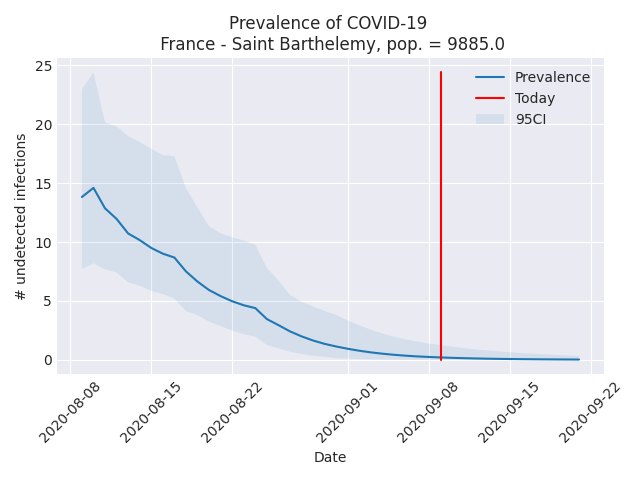 Prevalence of COVID-19
France - Saint Barthelemy, pop. = 9885.0
25
20
15
10
5
0
# undetected infections
Prevalence
Today
95CI
2020-08-08
2020-08-15
2020-08-22
2020-09-01
2020-09-08
2020-09-15
2020-09-22
Date